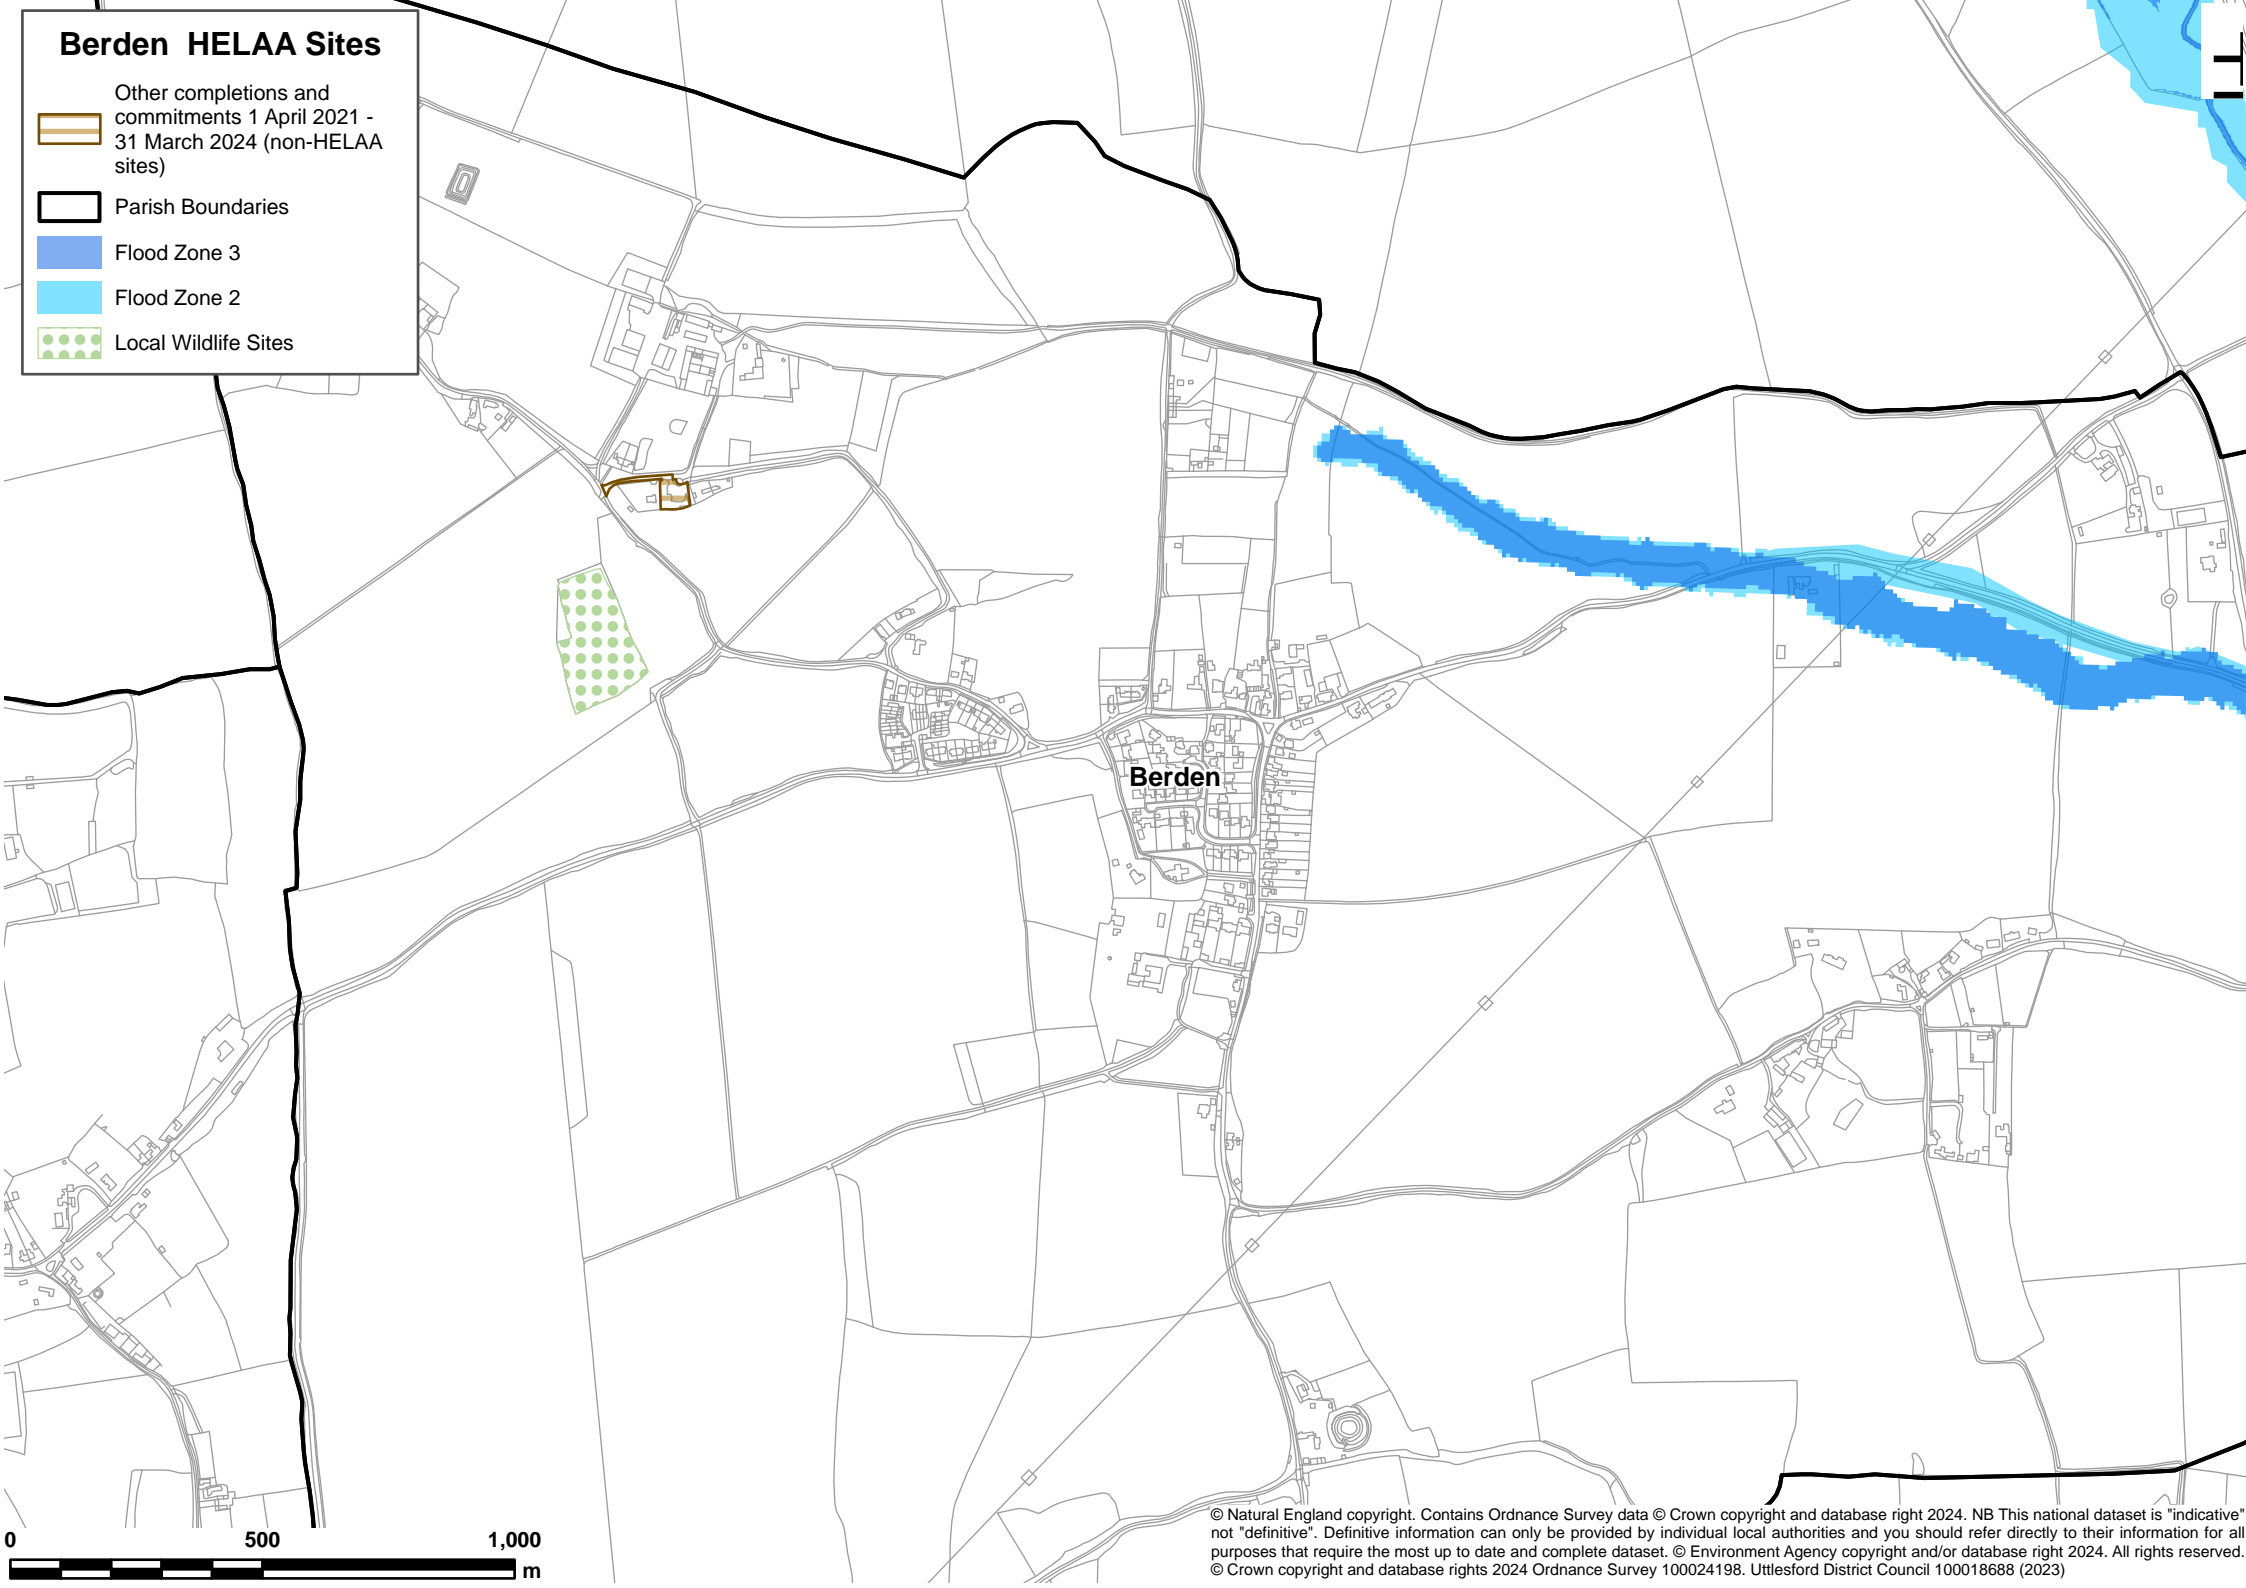 Berden HELAA Sites
Other completions and
commitments 1 April 2021 -
31 March 2024 (non-HELAA
sites)
Parish Boundaries
Flood Zone 3
Flood Zone 2
Local Wildlife Sites
Berden
0 500 1,000
m
© Natural England copyright. Contains Ordnance Survey data © Crown copyright and database right 2024. NB This national dataset is "indicative"
not "definitive". Definitive information can only be provided by individual local authorities and you should refer directly to their information for all
purposes that require the most up to date and complete dataset. © Environment Agency copyright and/or database right 2024. All rights reserved.
© Crown copyright and database rights 2024 Ordnance Survey 100024198. Uttlesford District Council 100018688 (2023)